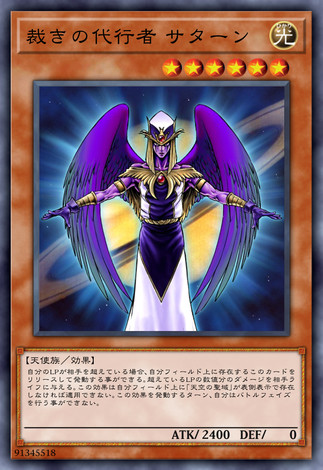 裁きの代行者 サターン
光
【天使族／効果】
自分のLPが相手を超えている場合、自分フィールド上に存在するこのカードを
リリースして発動する事ができる。超えているLPの数値分のダメージを相手ラ
イフに与える。この効果は自分フィールド上に「天空の聖域」が表側表示で存在
しなければ適用できない。この効果を発動するターン、自分はバトルフェイズ
を行う事ができない。
ATK/ 2400 DEF/ 0
91345518